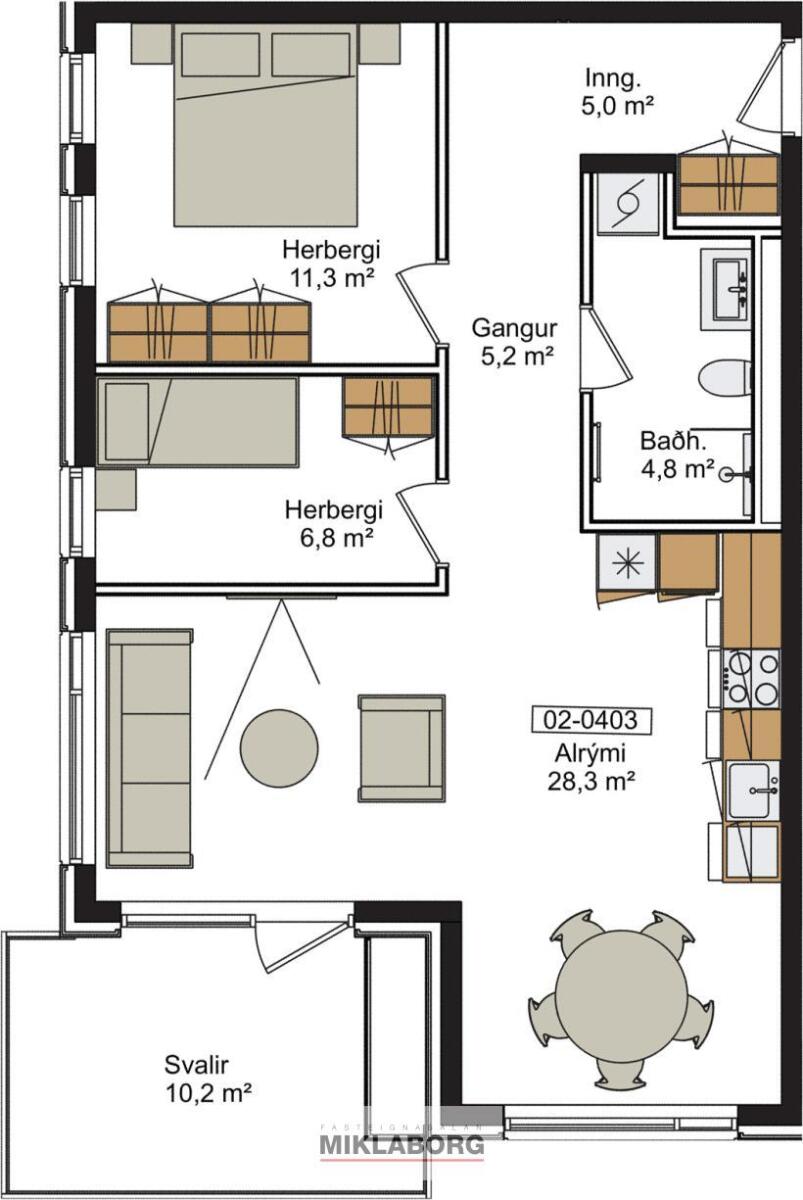 Inng.
5,0 m²
Herbergi
11,3 m²
Gangur
5,2 m²
Baðh.
4,8 m²
Herbergi
6,8 m²
02-0403
Alrými
28,3 m²
Svalir
10,2 m²
FASTEIGNASALAN
MIKLABORG